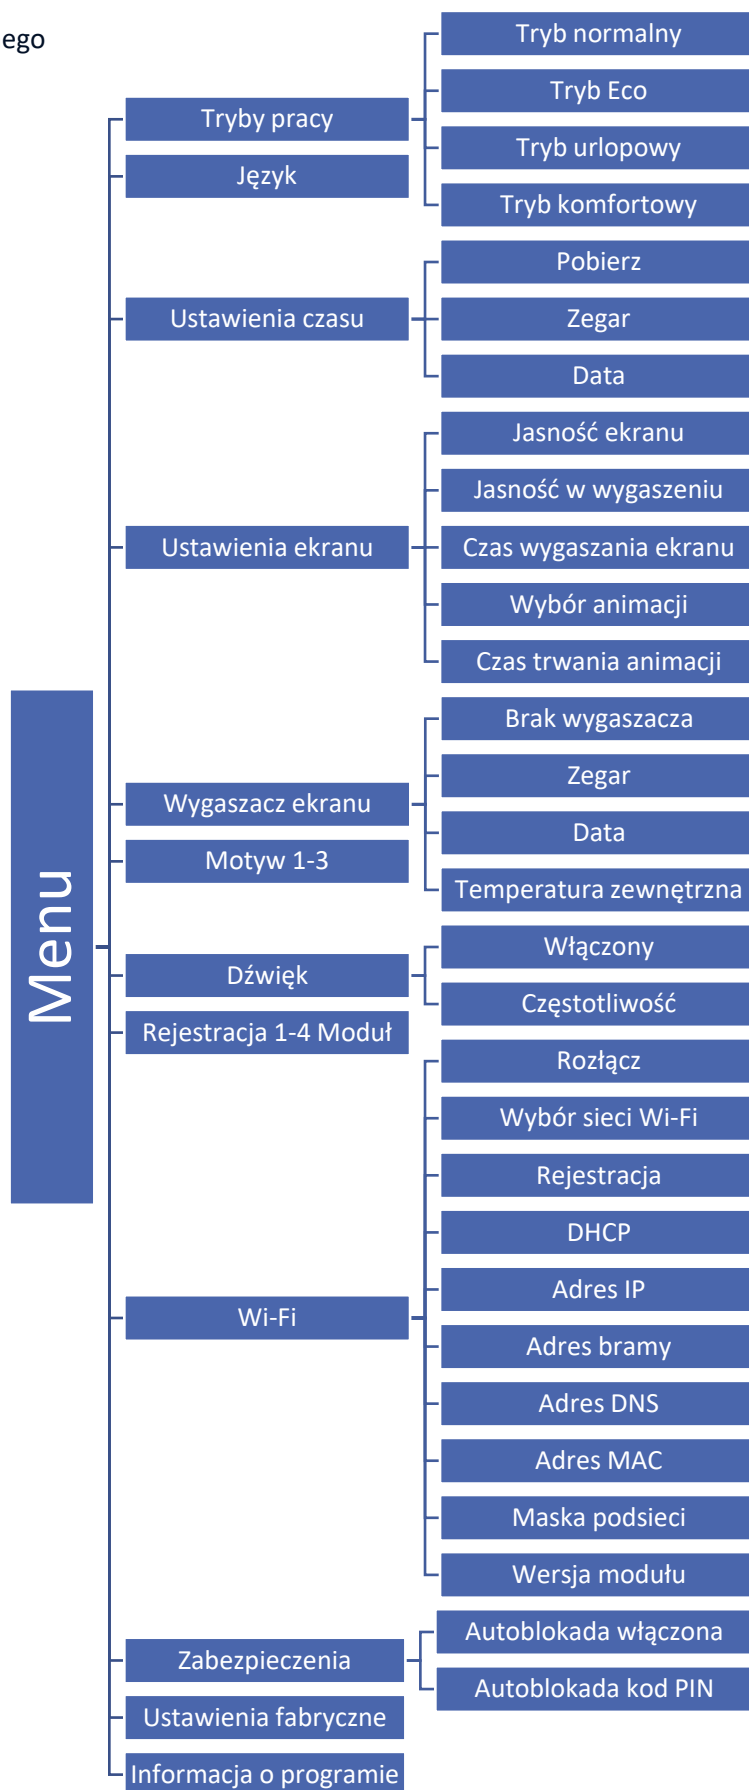 ego
Menu
Tryby pracy
Tryb normalny
Tryb Eco
Tryb urlopowy
Tryb komfortowy
Język
Ustawienia czasu
Pobierz
Zegar
Data
Ustawienia ekranu
Jasność ekranu
Jasność w wygaszeniu
Czas wygaszania ekranu
Wybór animacji
Czas trwania animacji
Wygaszacz ekranu
Brak wygaszacza
Zegar
Data
Temperatura zewnętrzna
Motyw 1-3
Dźwięk
Włączony
Częstotliwość
Rejestracja 1-4 Moduł
Wi-Fi
Rozłącz
Wybór sieci Wi-Fi
Rejestracja
DHCP
Adres IP
Adres bramy
Adres DNS
Adres MAC
Maska podsieci
Wersja modułu
Zabezpieczenia
Autoblokada włączona
Autoblokada kod PIN
Ustawienia fabryczne
Informacja o programie